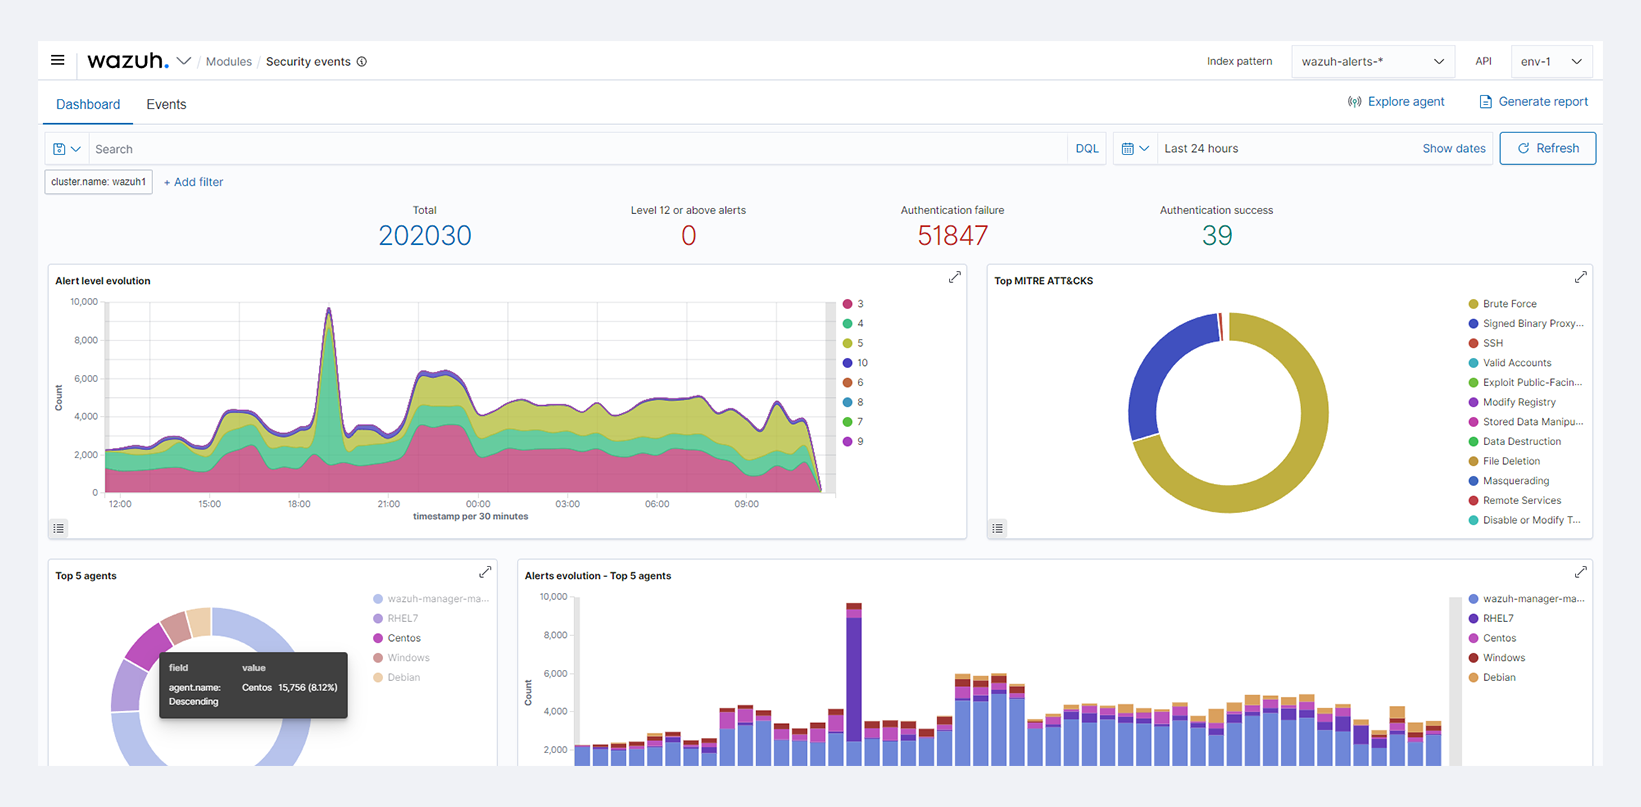 wazuh. / Modules / Security events
Index pattern wazuh-alerts-* API env-1
Dashboard Events
Explore agent Generate report
Search DQL Last 24 hours Show dates Refresh
cluster.name: wazuh1 + Add filter
Total Level 12 or above alerts Authentication failure Authentication success
202030 0 51847 39
Alert level evolution
10,000
8,000
6,000
4,000
2,000
0
Count
12:00 15:00 18:00 21:00 00:00 03:00 06:00 09:00
timestamp per 30 minutes
3
4
5
10
6
8
7
9
Top MITRE ATT&CKS
Brute Force
Signed Binary Proxy...
SSH
Valid Accounts
Exploit Public-Facin...
Modify Registry
Stored Data Manipu...
Data Destruction
File Deletion
Masquerading
Remote Services
Disable or Modify T...
Top 5 agents
wazuh-manager-ma...
RHEL7
Centos
Windows
Debian
field value
agent.name: Centos 15,756 (8.12%)
Descending
Alerts evolution - Top 5 agents
10,000
8,000
6,000
4,000
2,000
Count
wazuh-manager-ma...
RHEL7
Centos
Windows
Debian